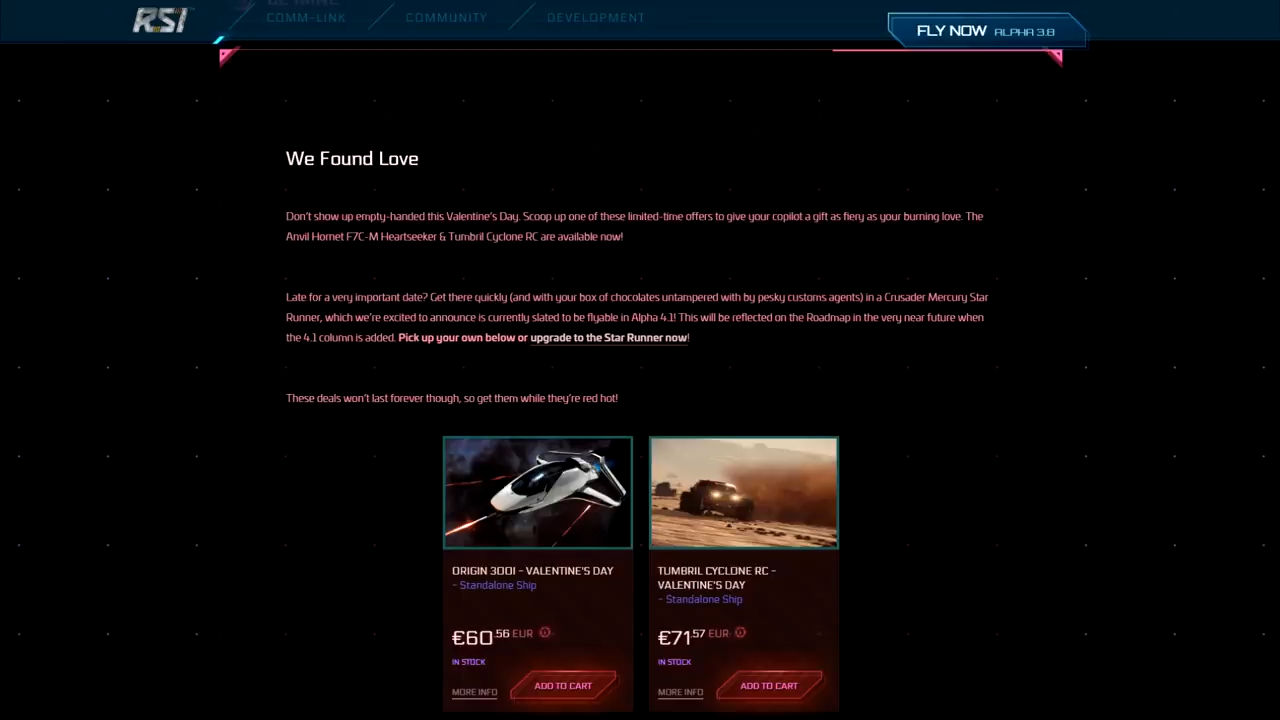 RSI
COMM-LINK
COMMUNITY
DEVELOPMENT
FLY NOW ALPHA 3.8
We Found Love
Don't show up empty-handed this Valentine's Day. Scoop up one of these limited-time offers to give your copilot a gift as fiery as your burning love. The
Anvil Hornet F7C-M Heartseeker & Tumbril Cyclone RC are available now!
Late for a very important date? Get there quickly (and with your box of chocolates untampered with by pesky customs agents) in a Crusader Mercury Star
Runner, which we're excited to announce is currently slated to be flyable in Alpha 4.1! This will be reflected on the Roadmap in the very near future when
the 4.1 column is added. Pick up your own below or upgrade to the Star Runner now!
These deals won't last forever though, so get them while they're red hot!
ORIGIN 300I - VALENTINE'S DAY
- Standalone Ship
€60.56 EUR
IN STOCK
MORE INFO
ADD TO CART
TUMBRIL CYCLONE RC -
VALENTINE'S DAY
- Standalone Ship
€71.57 EUR
IN STOCK
MORE INFO
ADD TO CART